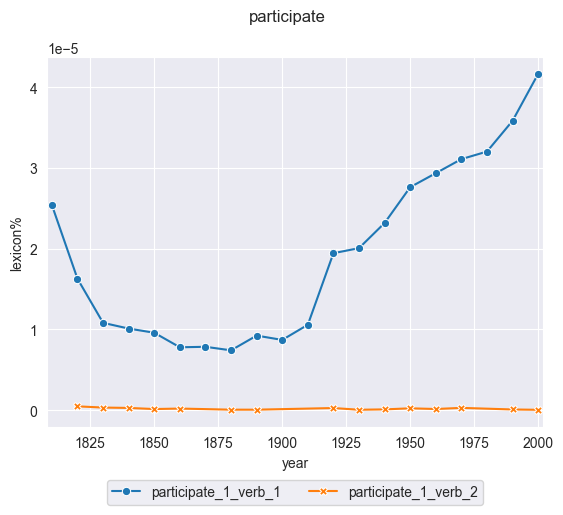 participate
1e−5
4
3
2
1
0
lexicon%
1825 1850 1875 1900 1925 1950 1975 2000
year
participate_1_verb_1 participate_1_verb_2